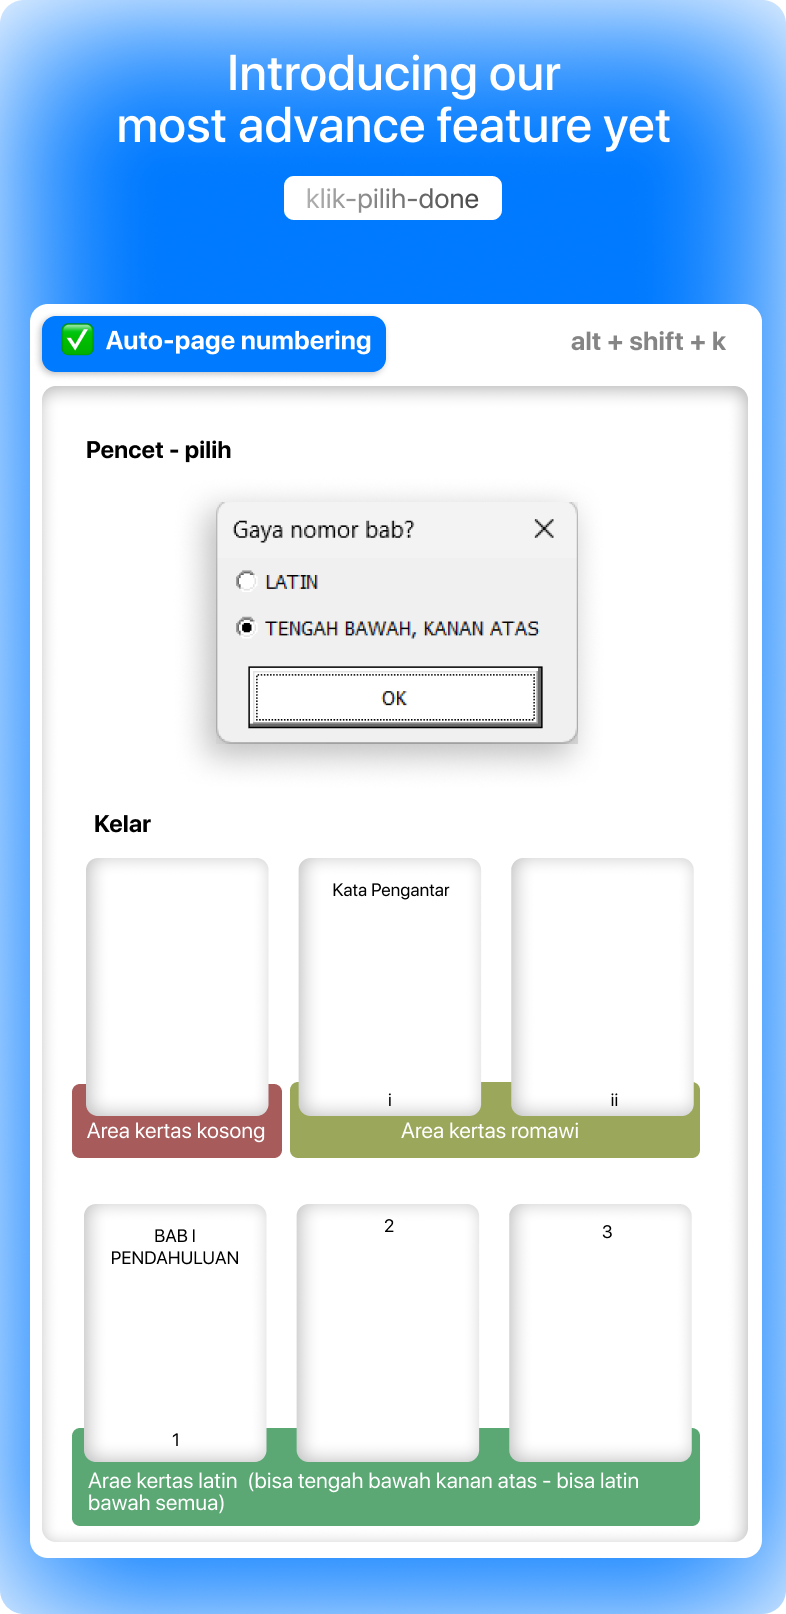 Introducing our
most advance feature yet
klik-pilih-done
✅ Auto-page numbering
alt + shift + k
Pencet - pilih
Gaya nomor bab?
LATIN
TENGAH BAWAH, KANAN ATAS
OK
Kelar
Kata Pengantar
i
ii
Area kertas kosong
Area kertas romawi
BAB I
PENDAHULUAN
2
3
1
Arae kertas latin  (bisa tengah bawah kanan atas - bisa latin
bawah semua)